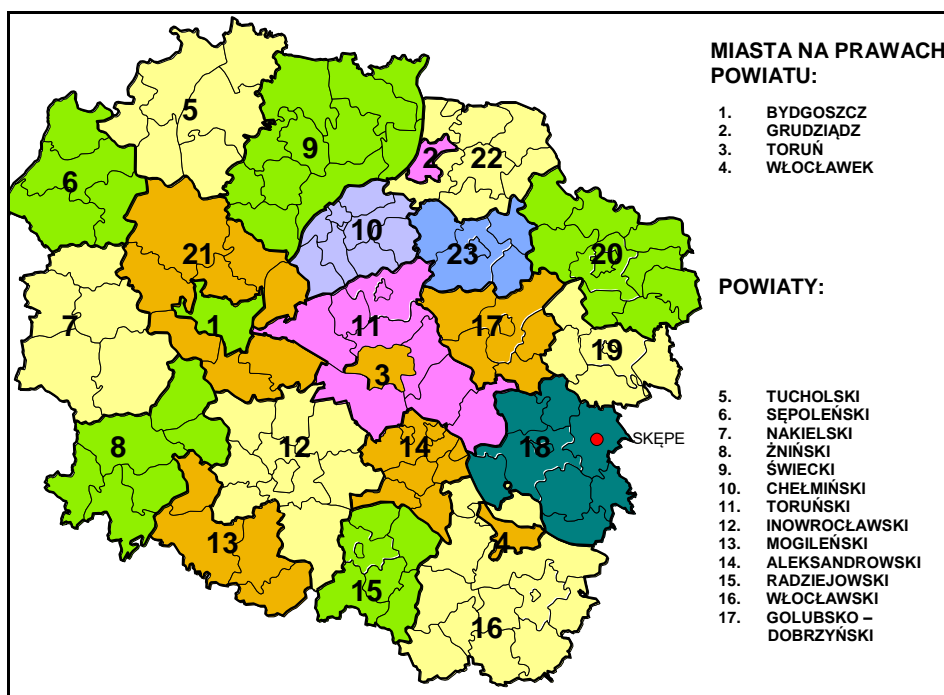 MIASTA NA PRAWACH
POWIATU:
1. BYDGOSZCZ
2. GRUDZIĄDZ
3. TORUŃ
4. WŁOCŁAWEK
POWIATY:
5. TUCHOLSKI
6. SĘPOLEŃSKI
7. NAKIELSKI
8. ŻNIŃSKI
9. ŚWIECKI
10. CHEŁMIŃSKI
11. TORUŃSKI
12. INOWROCŁAWSKI
13. MOGILEŃSKI
14. ALEKSANDROWSKI
15. RADZIEJOWSKI
16. WŁOCŁAWSKI
17. GOLUBSKO –
DOBRZYŃSKI
5
9
2
22
6
10
20
21
23
7
1
11
17
19
3
8
12
14
18
SKĘPE
13
4
15
16